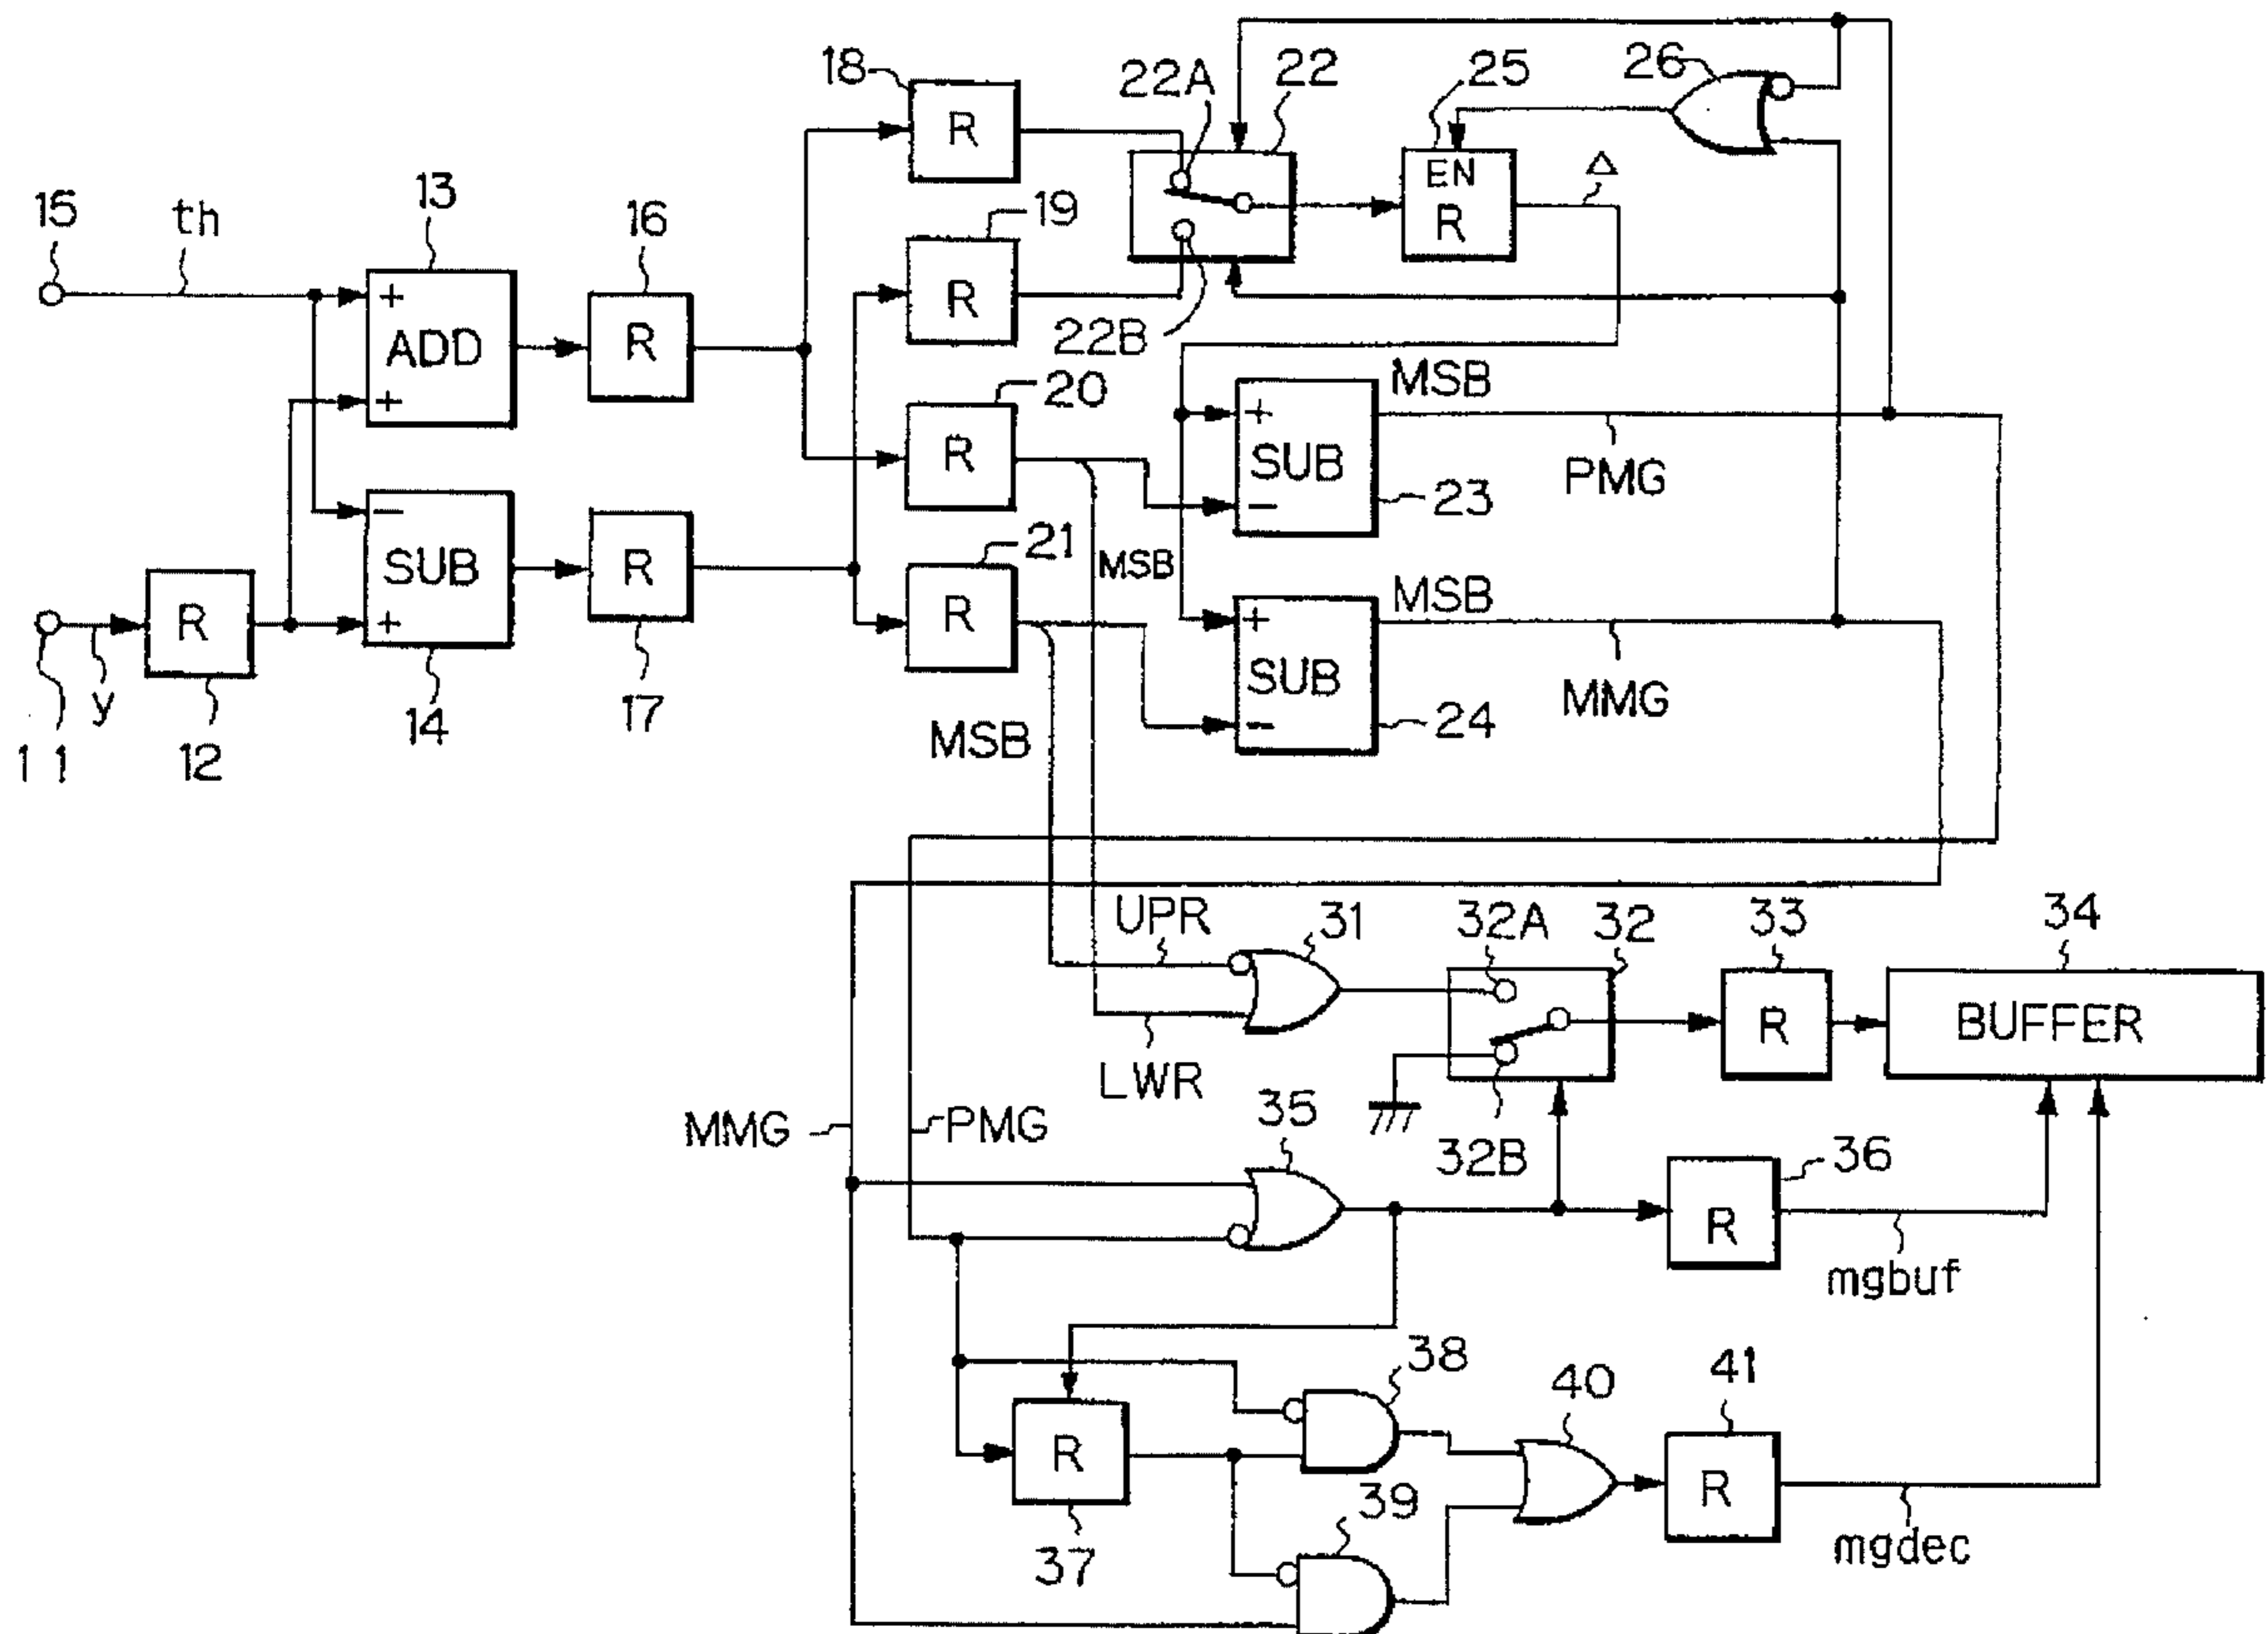 18
22A
22
25
26
R
EN
R
Δ
15
th
13
16
19
+
ADD
+
R
R
22B
20
MSB
R
+
SUB
-
PMG
23
-
SUB
+
R
21
MSB
MSB
11
y
R
12
14
17
R
MSB
+
SUB
-
MMG
24
UPR
31
32A
32
33
34
R
BUFFER
LWR
MMG
PMG
35
32B
36
R
mgbuf
38
40
41
R
37
39
R
mgdec